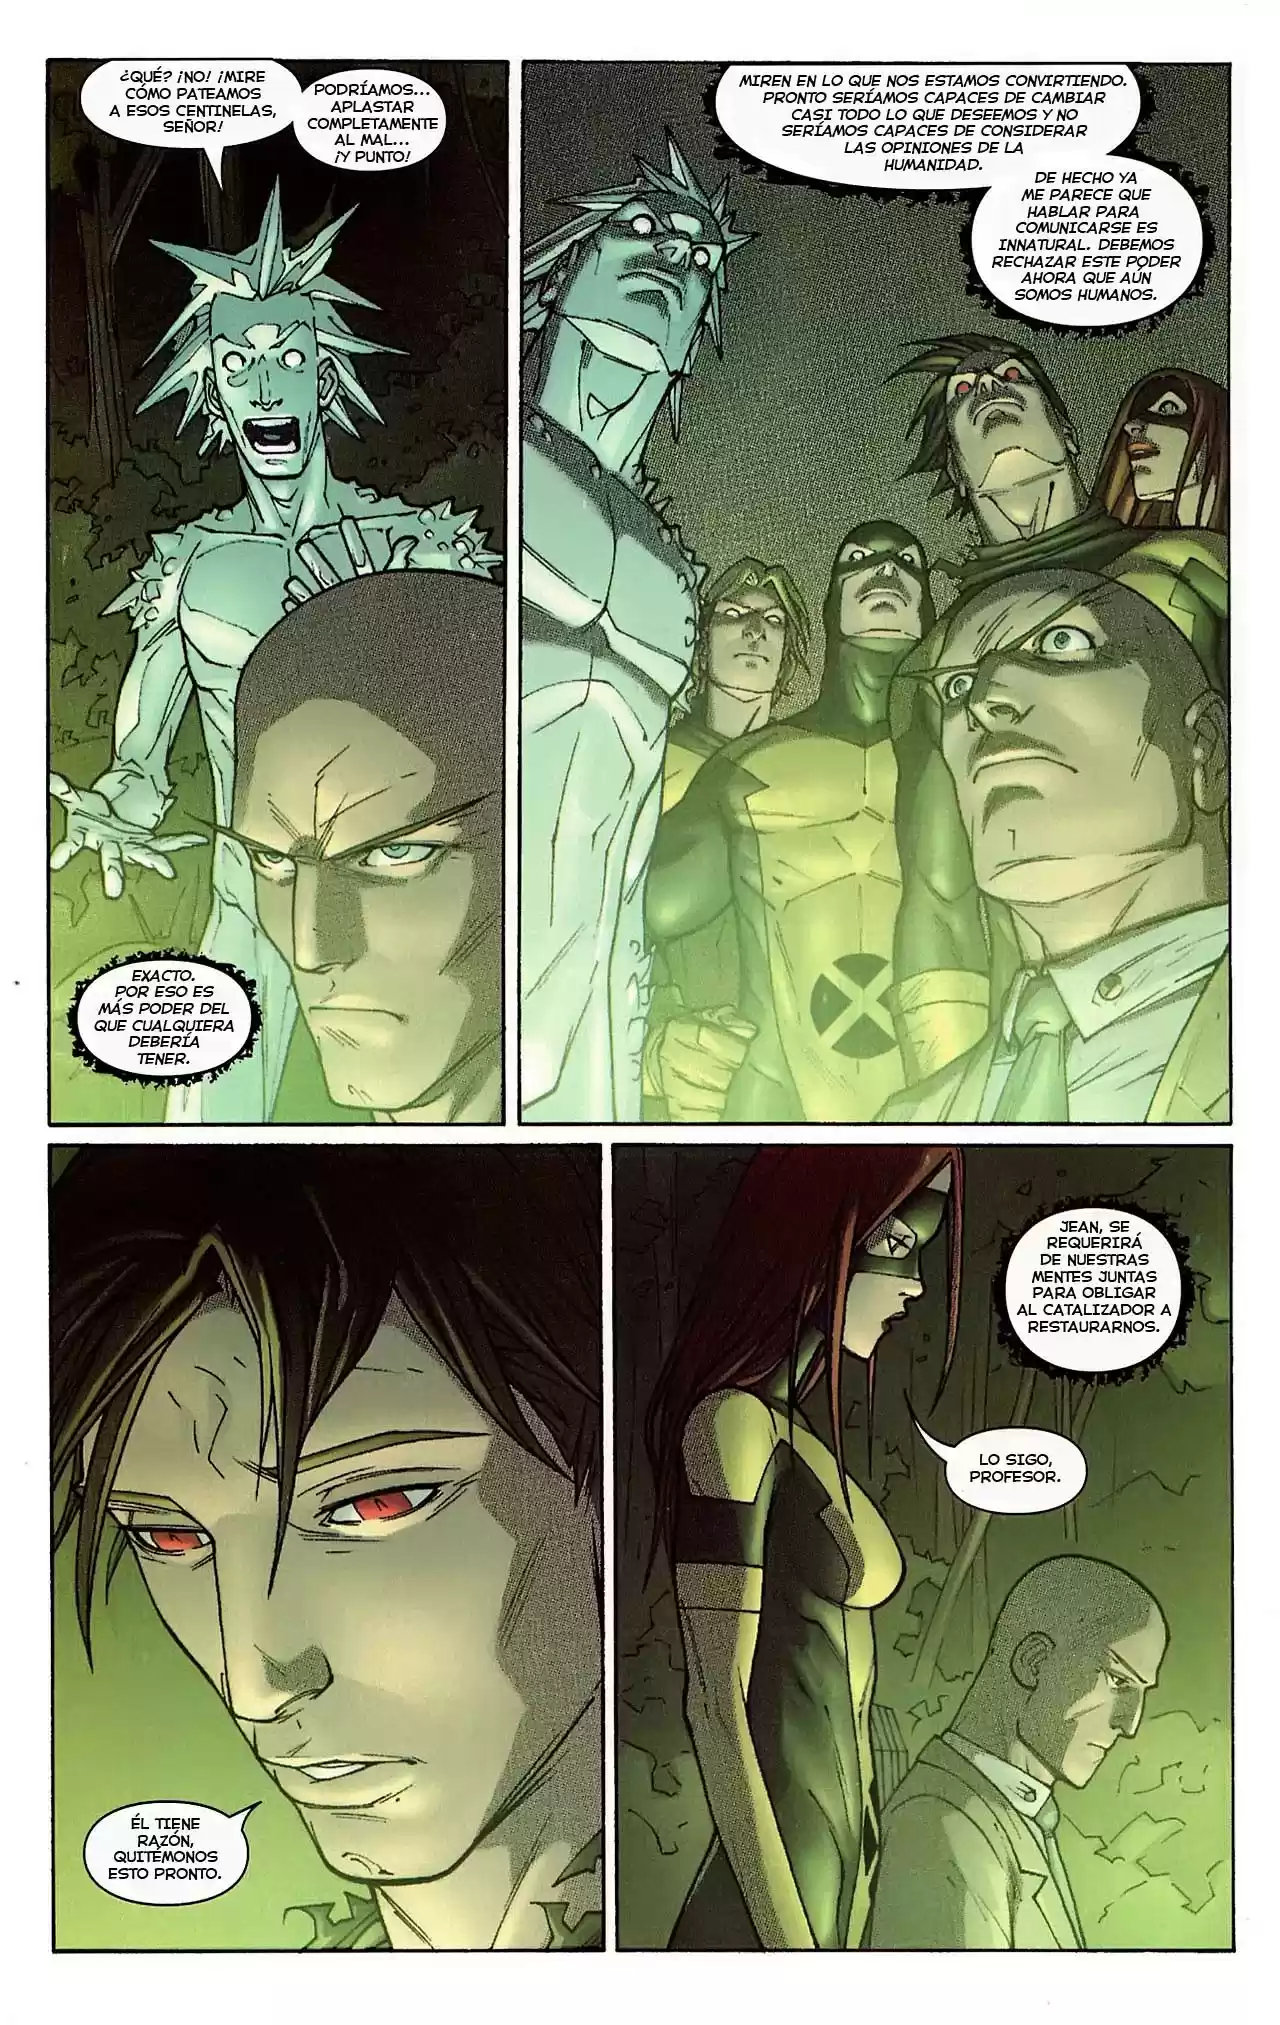 ¿QUÉ? ¡NO! ¡MIRE
CÓMO PATEAMOS
A ESOS CENTINELAS,
SEÑOR!
PODRÍAMOS...
APLASTAR
COMPLETAMENTE
AL MAL...
¡Y PUNTO!
EXACTO.
POR ESO ES
MÁS PODER DEL
QUE CUALQUIERA
DEBERÍA
TENER.
MIREN EN LO QUE NOS ESTAMOS CONVIRTIENDO.
PRONTO SERÍAMOS CAPACES DE CAMBIAR
CASI TODO LO QUE DESEEMOS Y NO
SERÍAMOS CAPACES DE CONSIDERAR
LAS OPINIONES DE LA
HUMANIDAD.
DE HECHO YA
ME PARECE QUE
HABLAR PARA
COMUNICARSE ES
INNATURAL. DEBEMOS
RECHAZAR ESTE PODER
AHORA QUE AÚN
SOMOS HUMANOS.
ÉL TIENE
RAZÓN,
QUITÉMONOS
ESTO PRONTO.
JEAN, SE
REQUERIRÁ
DE NUESTRAS
MENTES JUNTAS
PARA OBLIGAR
AL CATALIZADOR A
RESTAURARNOS.
LO SIGO,
PROFESOR.